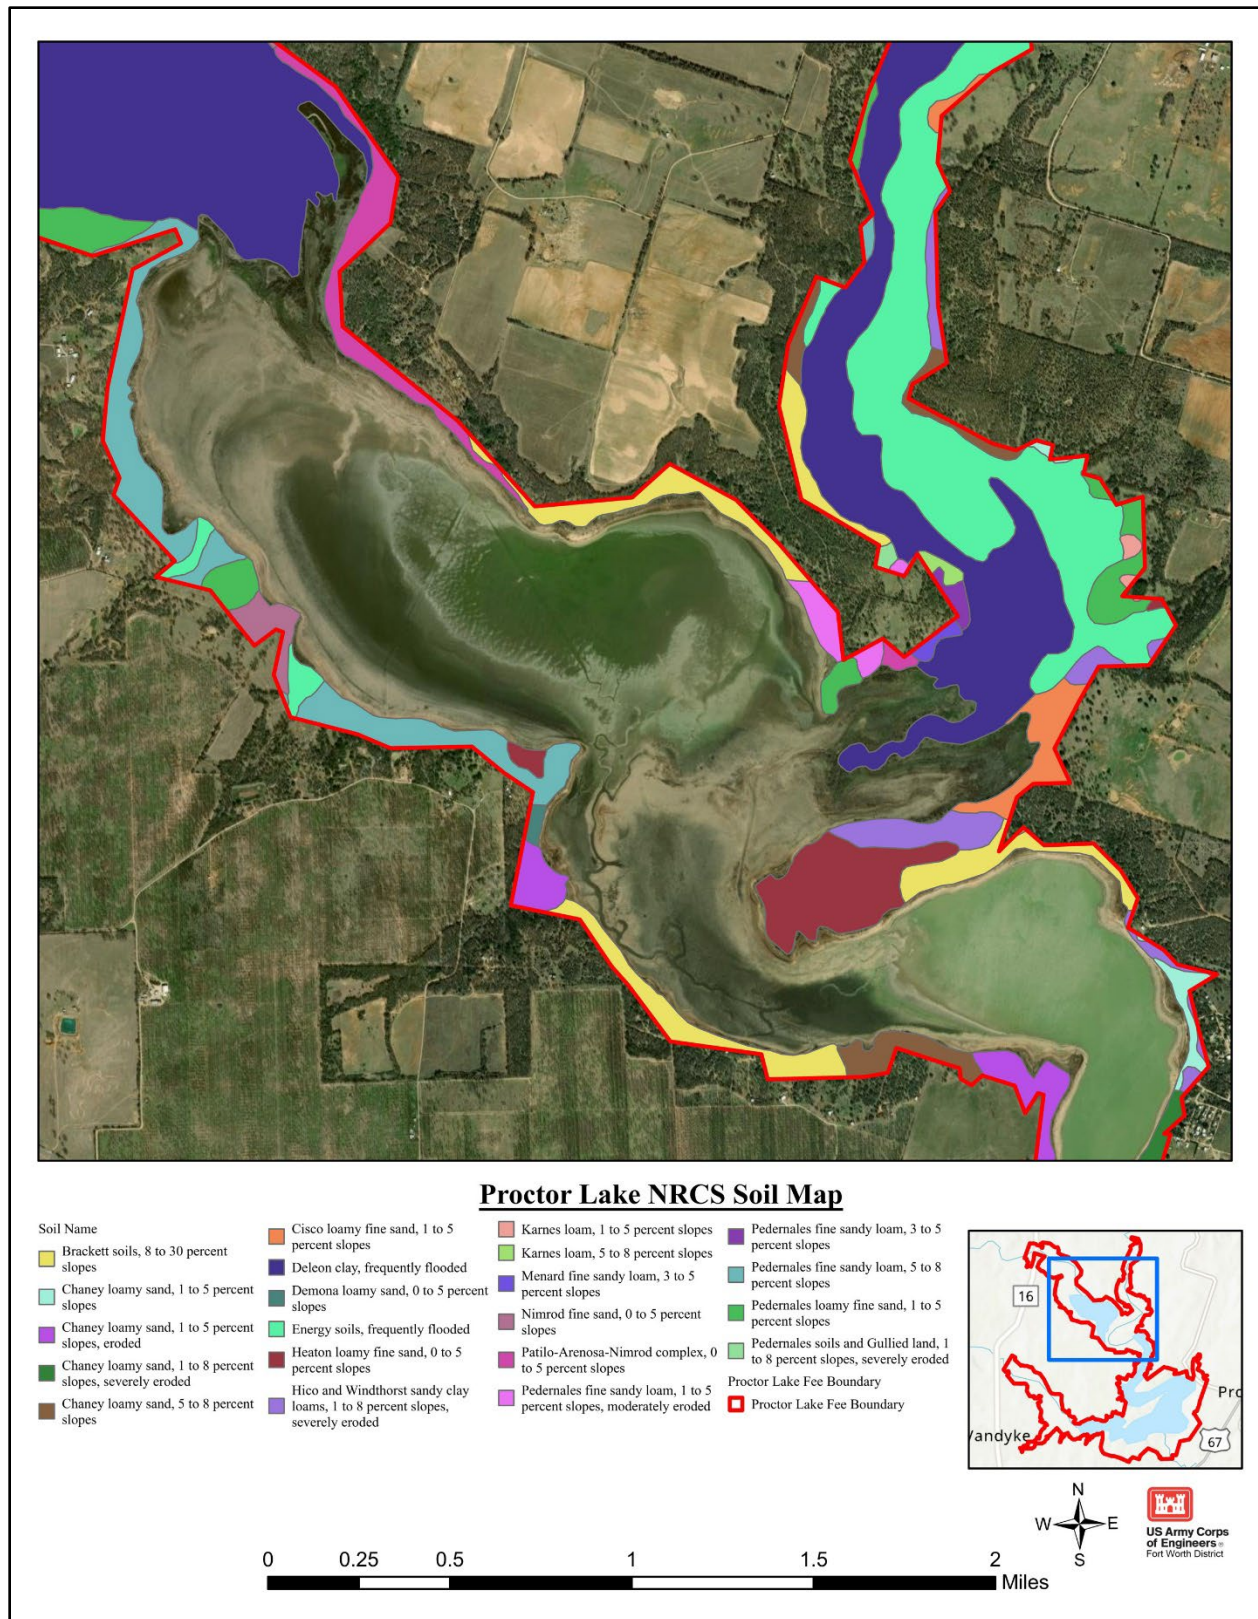 Proctor Lake NRCS Soil Map
Soil Name
Brackett soils, 8 to 30 percent
slopes
Chaney loamy sand, 1 to 5
percent slopes
Chaney loamy sand, 1 to 5 percent
slopes, eroded
Chaney loamy sand, 1 to 8 percent
slopes, severely eroded
Chaney loamy sand, 5 to 8 percent
slopes
Cisco loamy fine sand, 1 to 5
percent slopes
Deleon clay, frequently flooded
Demona loamy sand, 0 to 5 percent
slopes
Energy soils, frequently flooded
Heaton loamy fine sand, 0 to 5
percent slopes
Hico and Windthorst sandy clay
loams, 1 to 8 percent slopes,
severely eroded
Karnes loam, 1 to 5 percent slopes
Karnes loam, 5 to 8 percent slopes
Menard fine sandy loam, 3 to 5
percent slopes
Nimrod fine sand, 0 to 5 percent
slopes
Patilo-Arenosa-Nimrod complex, 0
to 5 percent slopes
Pedernales fine sandy loam, 1 to 5
percent slopes, moderately eroded
Pedernales fine sandy loam, 3 to 5
percent slopes
Pedernales fine sandy loam, 5 to 8
percent slopes
Pedernales loamy fine sand, 1 to 5
percent slopes
Pedernales soils and Gullied land, 1
to 8 percent slopes, severely eroded
Proctor Lake Fee Boundary
Proctor Lake Fee Boundary
16
Pro
Vandyke
67
N
W E
S
US Army Corps
of Engineers ®
Fort Worth District
0 0.25 0.5 1 1.5 2
Miles